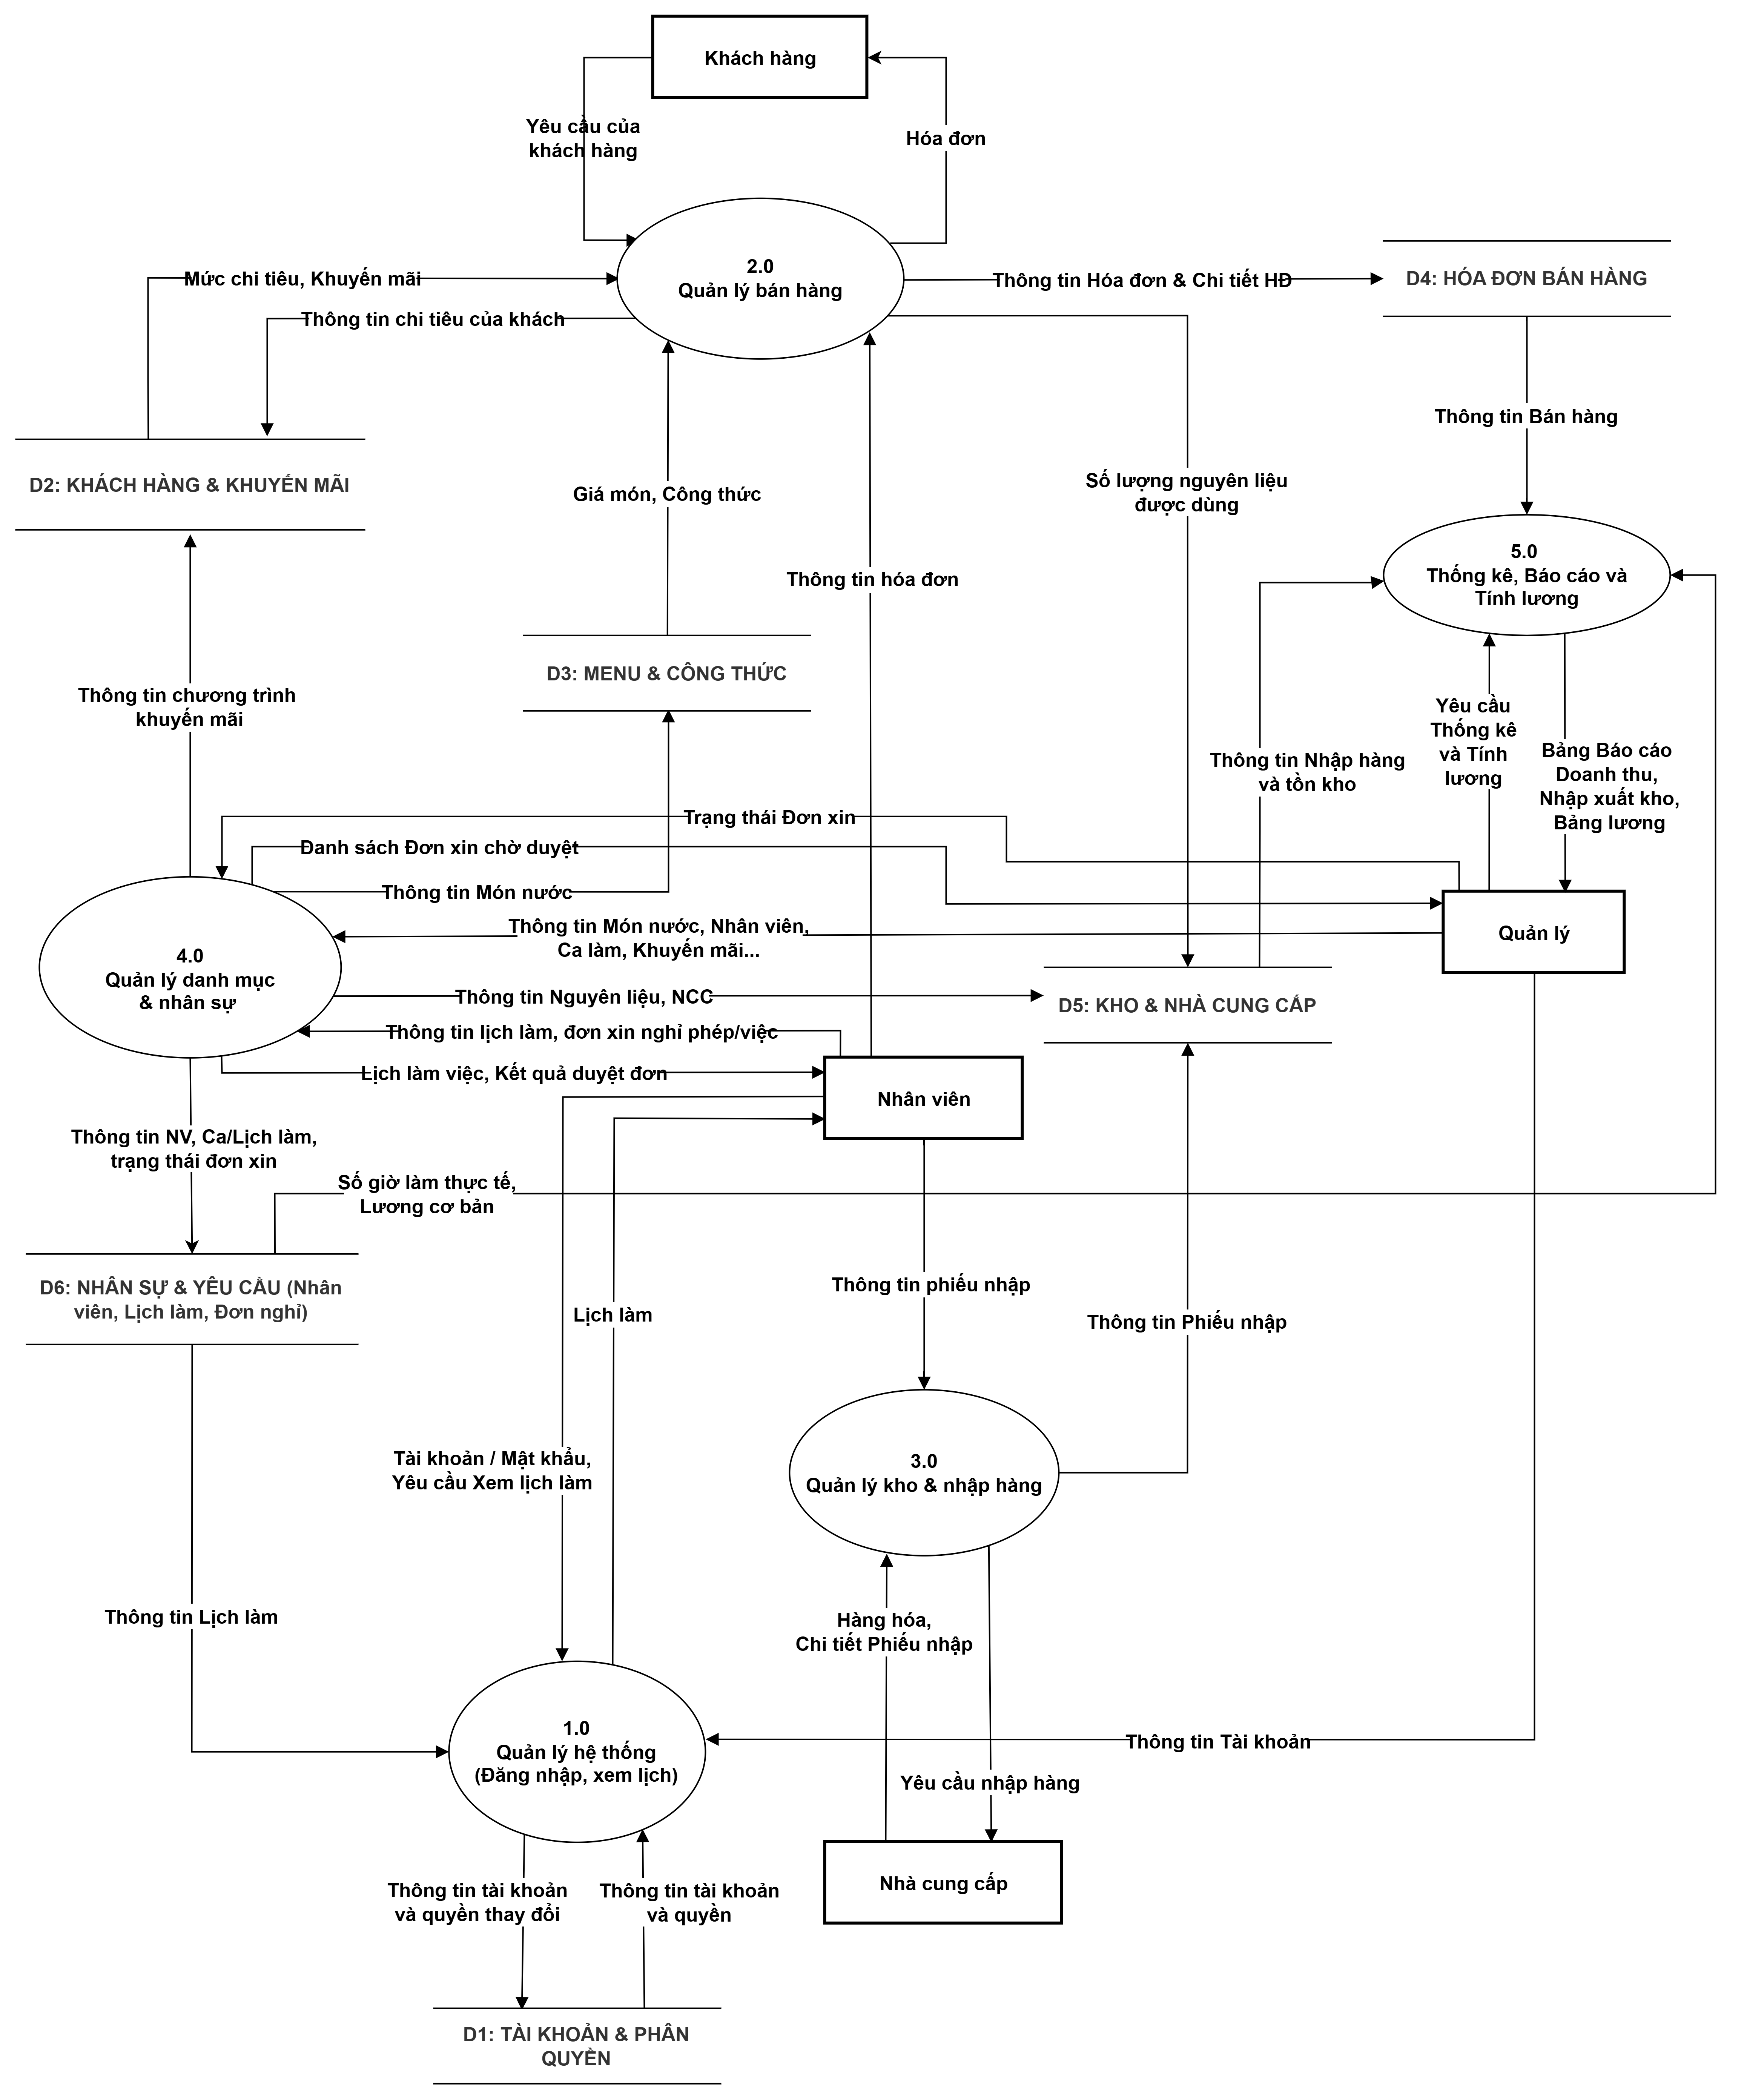 Khách hàng
Yêu cầu của
khách hàng
Hóa đơn
2.0
Quản lý bán hàng
Mức chi tiêu, Khuyến mãi
Thông tin Hóa đơn & Chi tiết HĐ
D4: HÓA ĐƠN BÁN HÀNG
Thông tin chi tiêu của khách
Thông tin Bán hàng
D2: KHÁCH HÀNG & KHUYẾN MÃI
Giá món, Công thức
Số lượng nguyên liệu
được dùng
Thông tin hóa đơn
5.0
Thống kê, Báo cáo và
Tính lương
D3: MENU & CÔNG THỨC
Thông tin chương trình
khuyến mãi
Thông tin Nhập hàng
và tồn kho
Yêu cầu
Thống kê
và Tính
lương
Bảng Báo cáo
Doanh thu,
Nhập xuất kho,
Bảng lương
Trạng thái Đơn xin
Danh sách Đơn xin chờ duyệt
Thông tin Món nước
Thông tin Món nước, Nhân viên,
Ca làm, Khuyến mãi...
Quản lý
4.0
Quản lý danh mục
& nhân sự
Thông tin Nguyên liệu, NCC
D5: KHO & NHÀ CUNG CẤP
Thông tin lịch làm, đơn xin nghỉ phép/việc
Lịch làm việc, Kết quả duyệt đơn
Nhân viên
Thông tin NV, Ca/Lịch làm,
trạng thái đơn xin
Số giờ làm thực tế,
Lương cơ bản
D6: NHÂN SỰ & YÊU CẦU (Nhân
viên, Lịch làm, Đơn nghỉ)
Lịch làm
Thông tin phiếu nhập
Thông tin Phiếu nhập
Tài khoản / Mật khẩu,
Yêu cầu Xem lịch làm
3.0
Quản lý kho & nhập hàng
Thông tin Lịch làm
Hàng hóa,
Chi tiết Phiếu nhập
1.0
Quản lý hệ thống
(Đăng nhập, xem lịch)
Thông tin Tài khoản
Yêu cầu nhập hàng
Nhà cung cấp
Thông tin tài khoản
và quyền thay đổi
Thông tin tài khoản
và quyền
D1: TÀI KHOẢN & PHÂN
QUYỀN